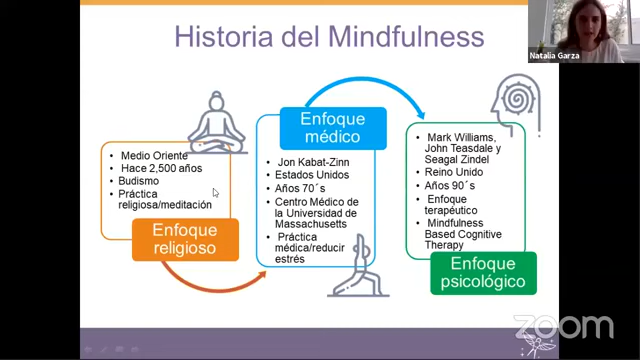 Historia del Mindfulness
Natalia Garza
• Medio Oriente
• Hace 2,500 años
• Budismo
• Práctica
religiosa/meditación
Enfoque
religioso
Enfoque
médico
• Jon Kabat-Zinn
• Estados Unidos
• Años 70´s
• Centro Médico de
la Universidad de
Massachusetts
• Práctica
médica/reducir
estrés
• Mark Williams,
John Teasdale y
Seagal Zindel
• Reino Unido
• Años 90´s
• Enfoque
terapéutico
• Mindfulness
Based Cognitive
Therapy
Enfoque
psicológico
zoom